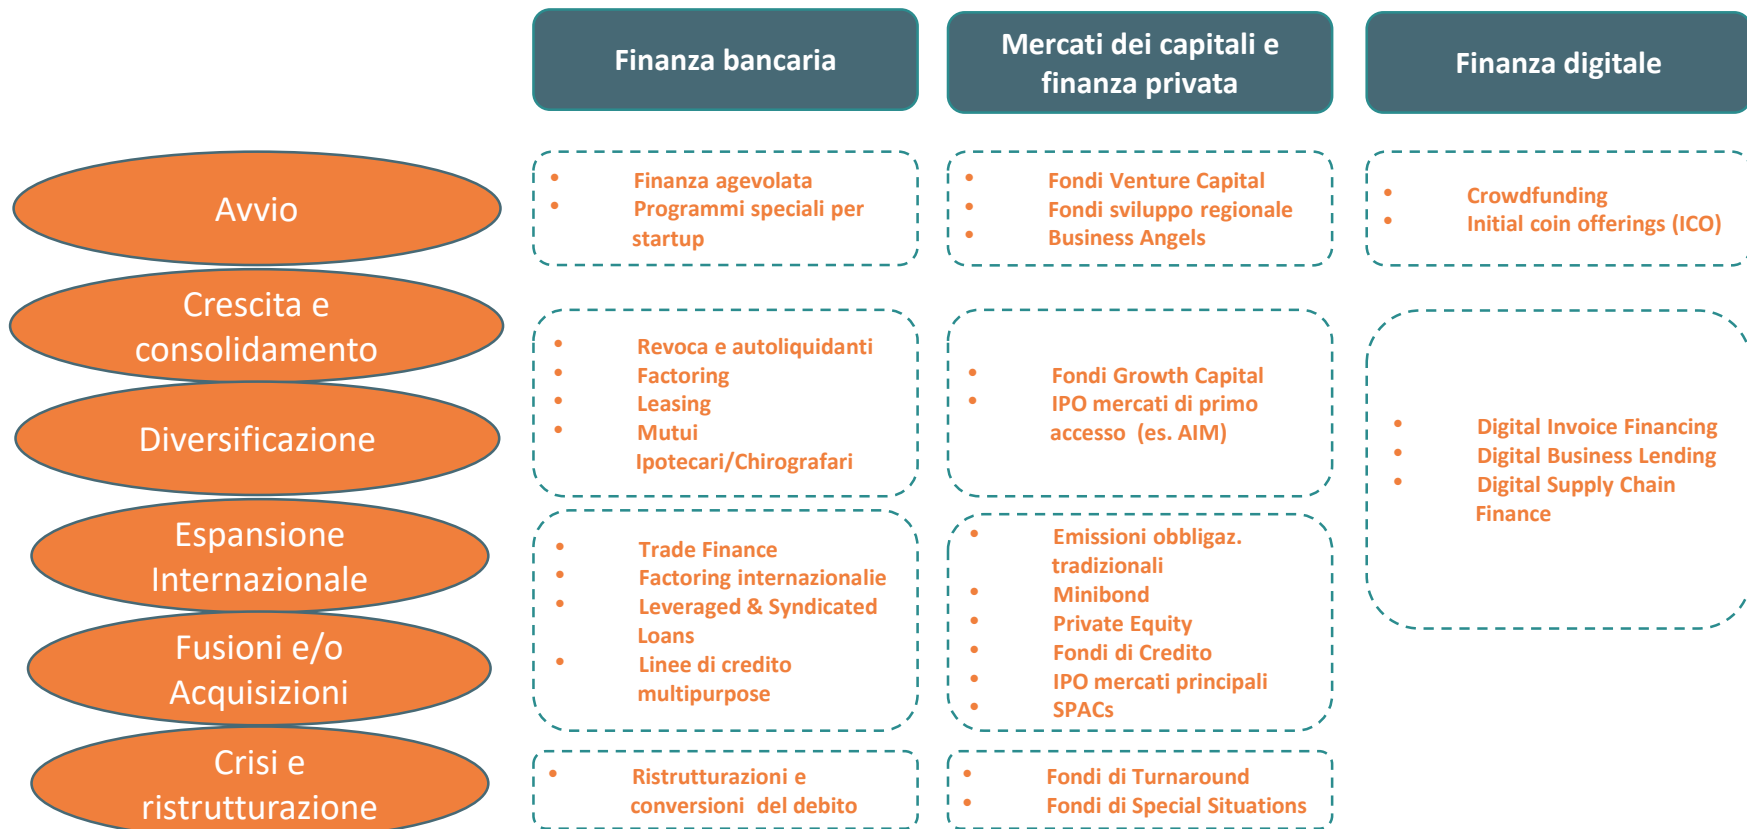 Finanza bancaria
Mercati dei capitali e
finanza privata
Finanza digitale
Avvio
• Finanza agevolata
• Programmi speciali per
startup
• Fondi Venture Capital
• Fondi sviluppo regionale
• Business Angels
• Crowdfunding
• Initial coin offerings (ICO)
Crescita e
consolidamento
Diversificazione
• Revoca e autoliquidanti
• Factoring
• Leasing
• Mutui
Ipotecari/Chirografari
• Fondi Growth Capital
• IPO mercati di primo
accesso (es. AIM)
• Digital Invoice Financing
• Digital Business Lending
• Digital Supply Chain
Finance
Espansione
Internazionale
Fusioni e/o
Acquisizioni
• Trade Finance
• Factoring internazionalie
• Leveraged & Syndicated
Loans
• Linee di credito
multipurpose
• Emissioni obbligaz.
tradizionali
• Minibond
• Private Equity
• Fondi di Credito
• IPO mercati principali
• SPACs
Crisi e
ristrutturazione
• Ristrutturazioni e
conversioni del debito
• Fondi di Turnaround
• Fondi di Special Situations